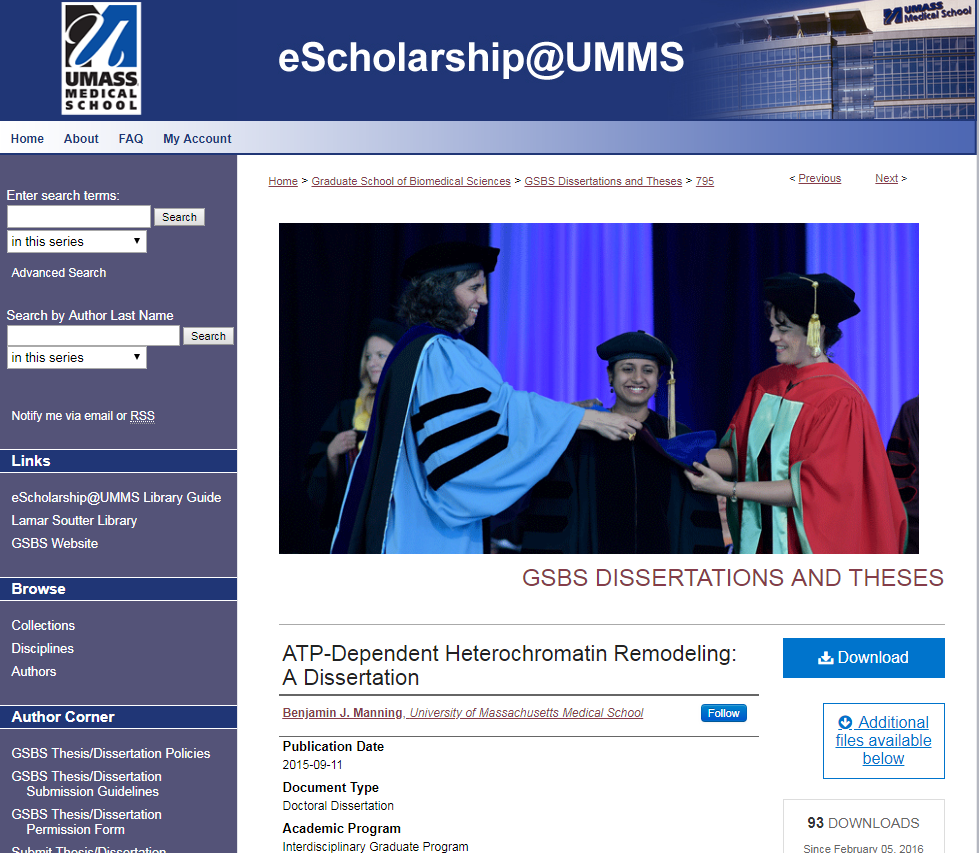 UMASS
MEDICAL
SCHOOL
eScholarship@UMMS
UMASS
Medical School
Home About FAQ My Account
Home > Graduate School of Biomedical Sciences > GSBS Dissertations and Theses > 795
< Previous Next >
Enter search terms:
Search
in this series
Advanced Search
Search by Author Last Name
Search
in this series
Notify me via email or RSS
Links
eScholarship@UMMS Library Guide
Lamar Soutter Library
GSBS Website
Browse
Collections
Disciplines
Authors
Author Corner
GSBS Thesis/Dissertation Policies
GSBS Thesis/Dissertation
Submission Guidelines
GSBS Thesis/Dissertation
Permission Form
Submit Thesis/Dissertation
GSBS DISSERTATIONS AND THESES
ATP-Dependent Heterochromatin Remodeling:
A Dissertation
Benjamin J. Manning, University of Massachusetts Medical School
Follow
Publication Date
2015-09-11
Document Type
Doctoral Dissertation
Academic Program
Interdisciplinary Graduate Program
Download
Additional
files available
below
93 DOWNLOADS
Since February 05, 2016